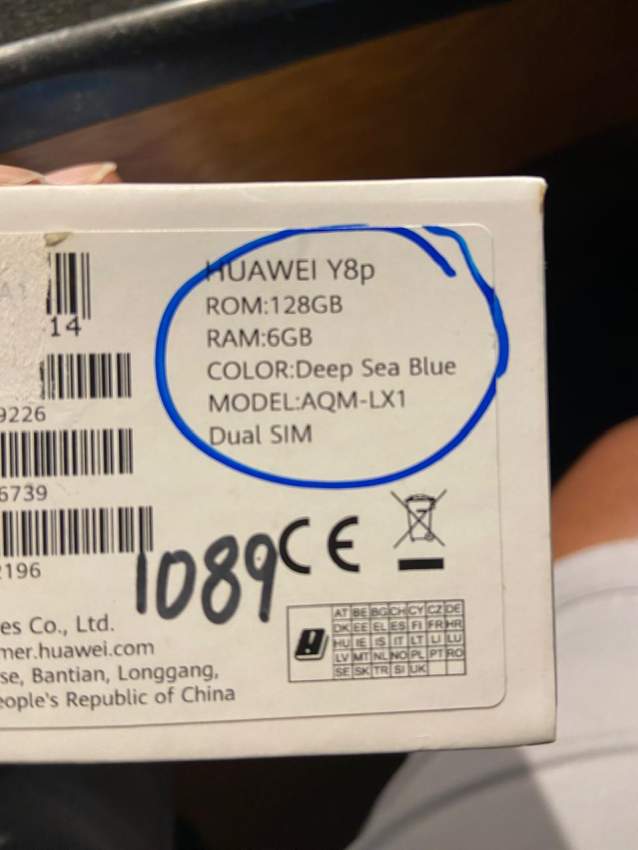 A1
HUAWEI Y8p
ROM:128GB
14
RAM:6GB
COLOR:Deep Sea Blue
9226
MODEL:AQM-LX1
Dual SIM
6739
2196
1089
CE
es Co., Ltd.
mer.huawei.com
se, Bantian, Longgang,
eople's Republic of China
AT BE BG CH CY CZ DE
DK EE EL ES FI FR HR
HU IE IS IT LT LI LU
LV MT NL NO PL PT RO
SE SK TR SI UK